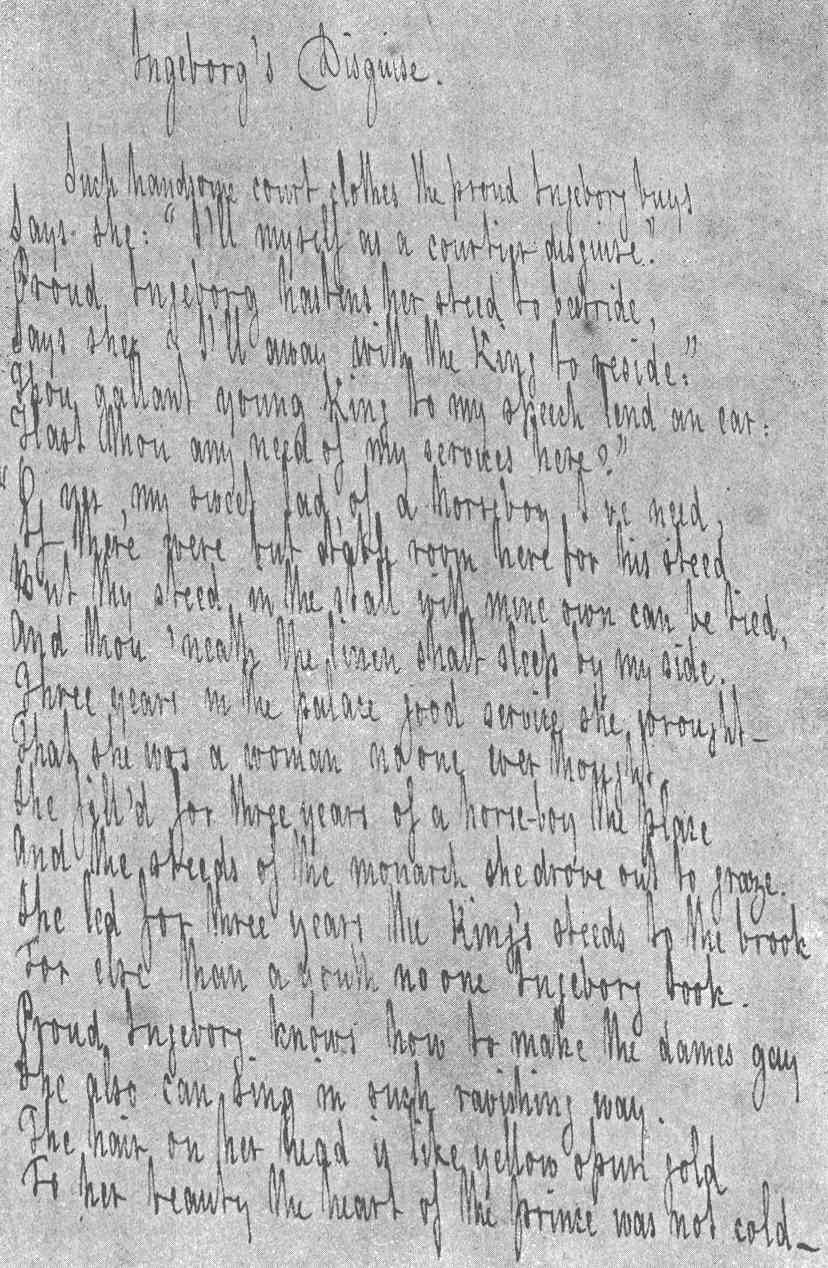 Ingeborg's Disguise.
Such handsome court clothes the proud Ingeborg buys
Says she: "I'll myself as a courtier disguise."
Proud Ingeborg hastens her steed to bestride,
Says she, "I'll away with the King to reside."
Thou gallant young King to my speech lend an ear:
Hast thou any need of my services here?"
"O yes, my sweet lad, of a horseboy I've need,
If there were but stable room here for his steed
But thy steed in the stall with mine own can be tied,
And thou 'neath the linen shalt sleep by my side.
Three years in the palace good service she wrought—
That she was a woman no one ever thought.
She fill'd for three years of a horse-boy the place
And the steeds of the monarch she drove out to graze.
She led for three years the King's steeds to the brook
For else than a youth no one Ingeborg took.
Proud Ingeborg knows how to make the dames gay
She also can sing in such ravishing way.
The hair on her head is like yellow spun gold
To her beauty the heart of the prince was not cold—